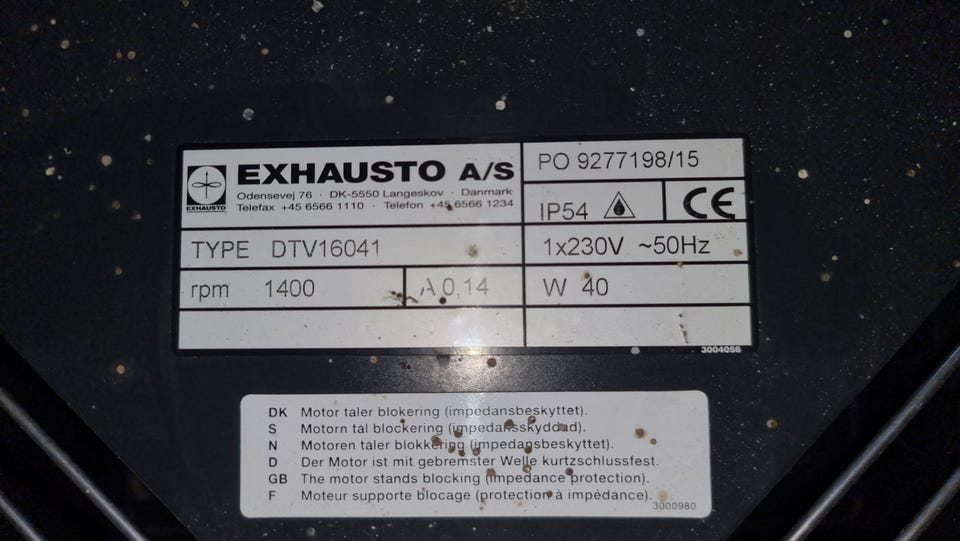 EXHAUSTO
EXHAUSTO A/S
Odensevej 76 · DK-5550 Langeskov · Danmark
Telefax +45 6566 1110 · Telefon +45 6566 1234
PO 9277198/15
IP54 CE
TYPE DTV16041
1x230V ~50Hz
rpm 1400 A 0,14
W 40
3004056
DK Motor taler blokering (impedansbeskyttet).
S Motorn tål blockering (impedansskyddad).
N Motoren taler blokkering (impedansbeskyttet).
D Der Motor ist mit gebremster Welle kurtzschlussfest.
GB The motor stands blocking (impedance protection).
F Moteur supporte blocage (protection à impédance).
3000980